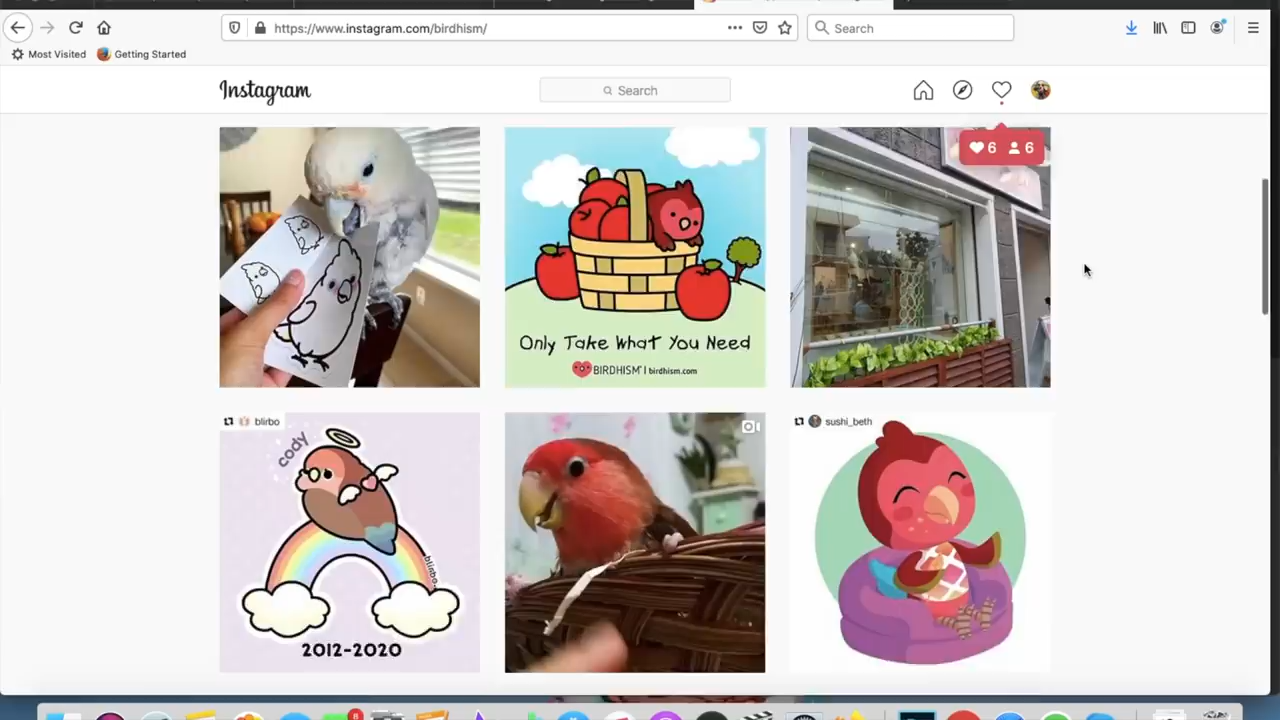 https://www.instagram.com/birdhism/
Search
Most Visited
Getting Started
Instagram
Search
6 6
Only Take What You Need
BIRDHISM | birdhism.com
blirbo
cody
blirbo
2012-2020
sushi_beth
8